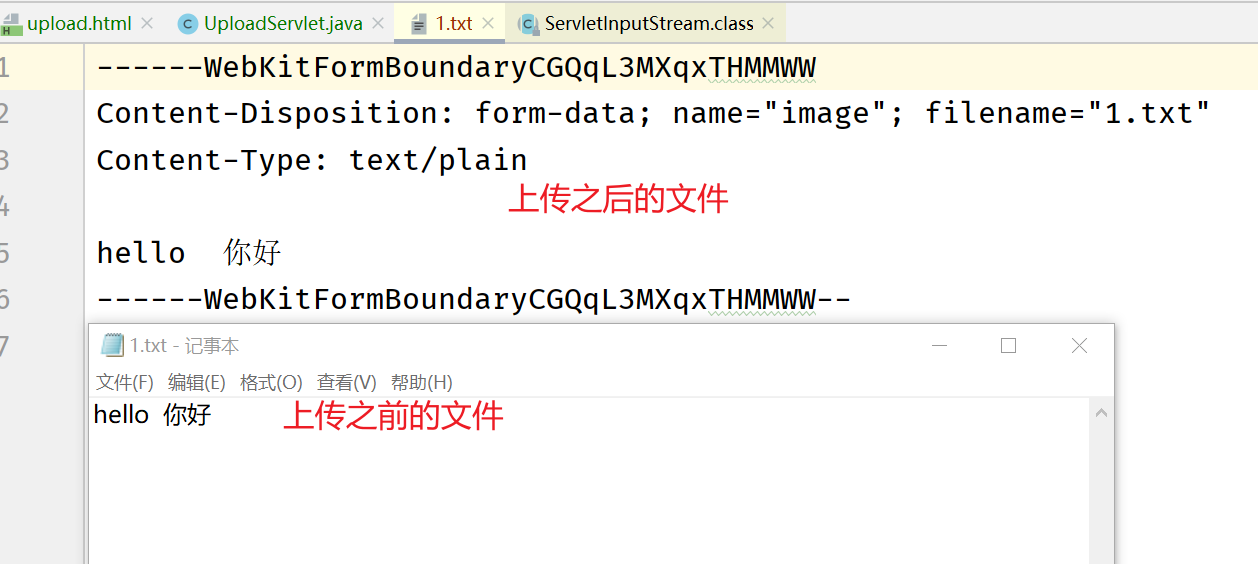 upload.html UploadServlet.java 1.txt ServletInputStream.class
1 ------WebKitFormBoundaryCGQqL3MXqxTHMMWW
2 Content-Disposition: form-data; name="image"; filename="1.txt"
3 Content-Type: text/plain
4 上传之后的文件
5 hello  你好
6 ------WebKitFormBoundaryCGQqL3MXqxTHMMWW--
7
1.txt - 记事本
文件(F) 编辑(E) 格式(O) 查看(V) 帮助(H)
hello 你好 上传之前的文件